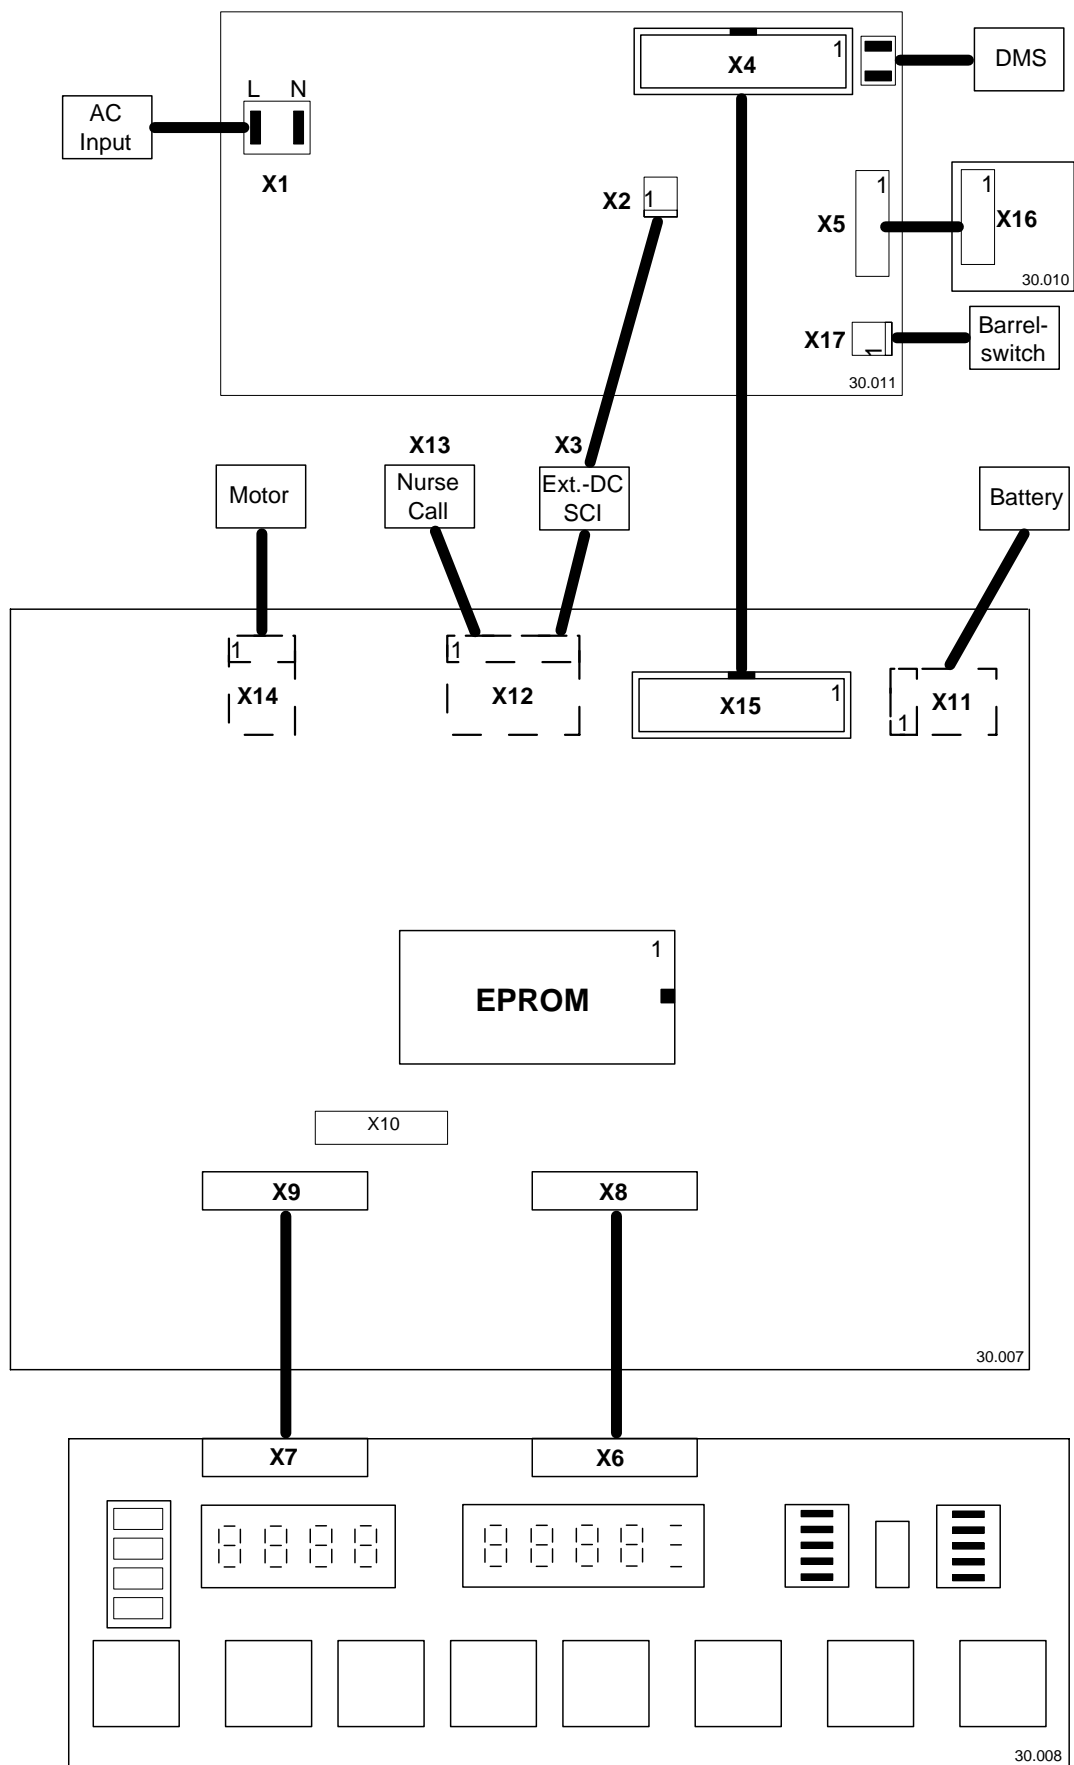 X4
1
DMS
L N
AC
Input
X1
X2
1
X5
1
1
X16
30.010
X17
1
Barrel-
switch
30.011
X13
X3
Motor
Nurse
Call
Ext.-DC
SCI
Battery
1
X14
1
X12
X15
1
X11
1
EPROM
1
X10
X9
X8
30.007
X7
X6
30.008